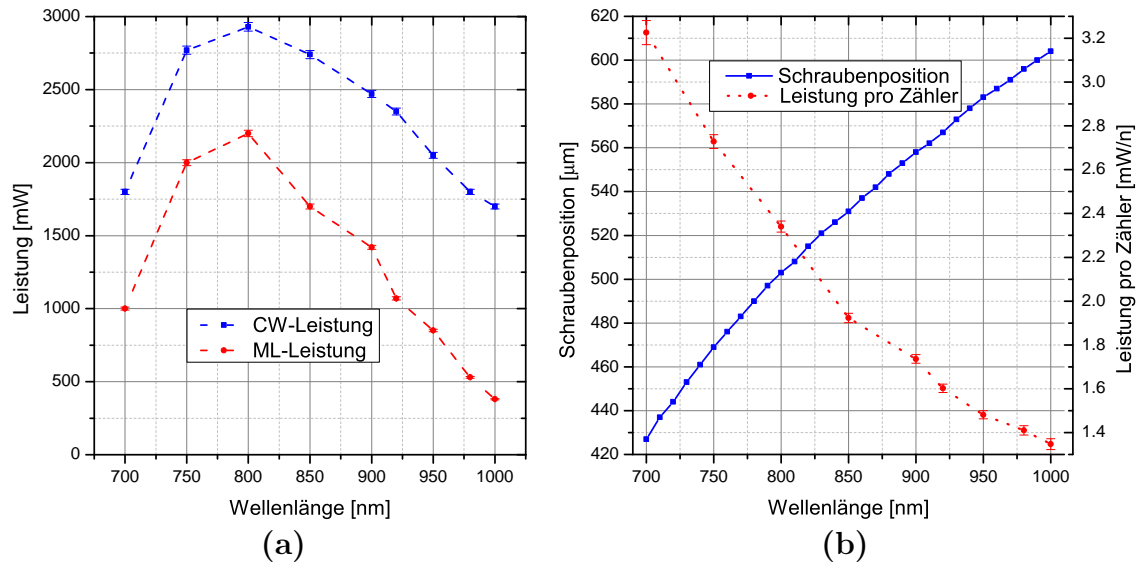 3000
2500
2000
1500
1000
500
0
Leistung [mW]
CW-Leistung
ML-Leistung
700 750 800 850 900 950 1000
Wellenlänge [nm]
(a)
620
600
580
560
540
520
500
480
460
440
420
Schraubenposition [µm]
Schraubenposition
Leistung pro Zähler
3.2
3.0
2.8
2.6
2.4
2.2
2.0
1.8
1.6
1.4
Leistung pro Zähler [mW/n]
700 750 800 850 900 950 1000
Wellenlänge [nm]
(b)